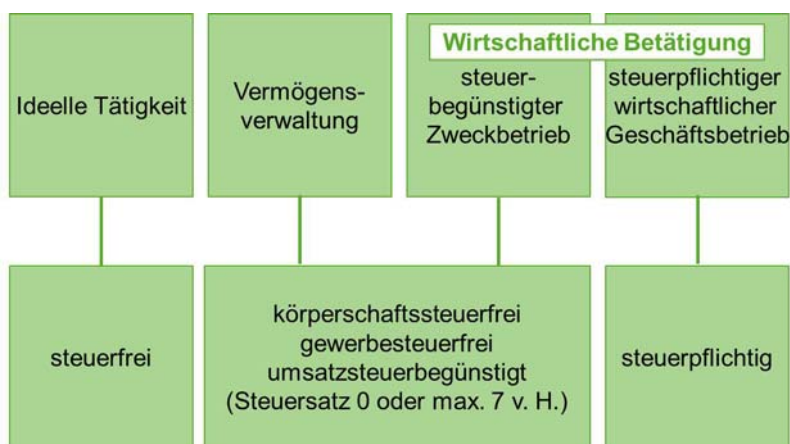 Wirtschaftliche Betätigung
Ideelle Tätigkeit
Vermögens-
verwaltung
steuer-
begünstigter
Zweckbetrieb
steuerpflichtiger
wirtschaftlicher
Geschäftsbetrieb
steuerfrei
körperschaftssteuerfrei
gewerbesteuerfrei
umsatzsteuerbegünstigt
(Steuersatz 0 oder max. 7 v. H.)
steuerpflichtig